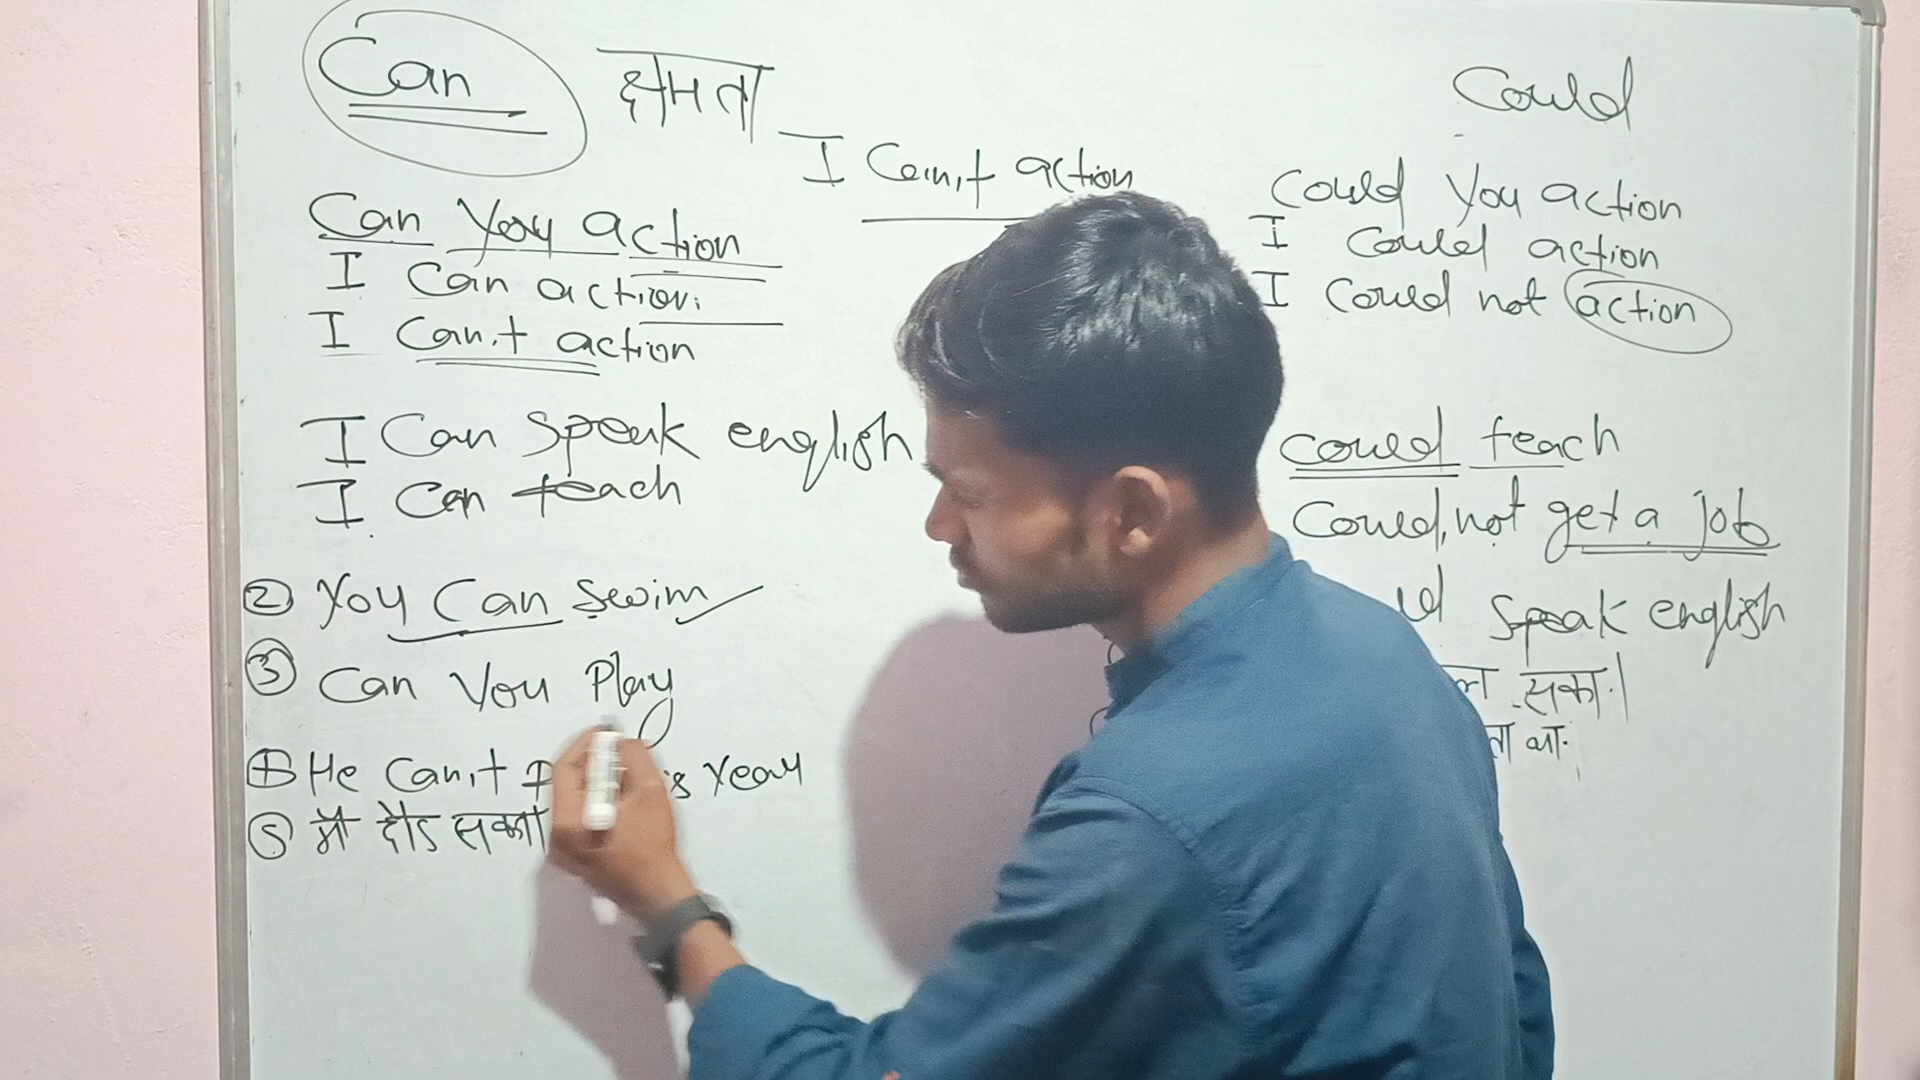 Can क्षमता
I Can,t action
Can You action
I Can action.
I Can,t action
I Can Speak english
I Can teach
② You Can Swim
③ Can You Play
④ He Can,t Year
⑤ मैं दौड
Could
Could You action
I Could action
I Could not action
Could teach
Could not get a job
Speak english
सका।